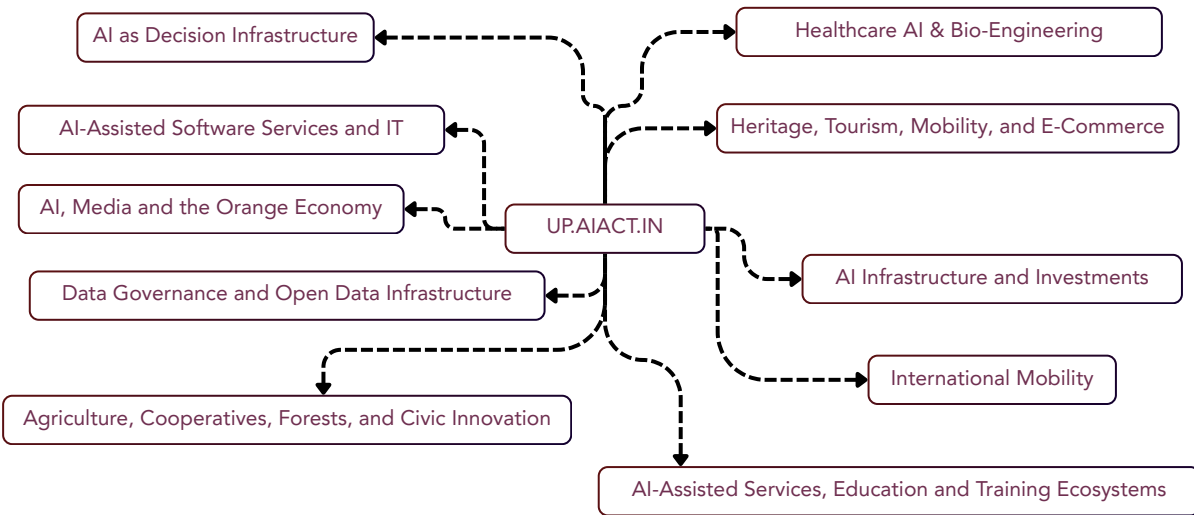 AI as Decision Infrastructure
Healthcare AI & Bio-Engineering
AI-Assisted Software Services and IT
Heritage, Tourism, Mobility, and E-Commerce
AI, Media and the Orange Economy
UP.AIACT.IN
AI Infrastructure and Investments
Data Governance and Open Data Infrastructure
International Mobility
Agriculture, Cooperatives, Forests, and Civic Innovation
AI-Assisted Services, Education and Training Ecosystems